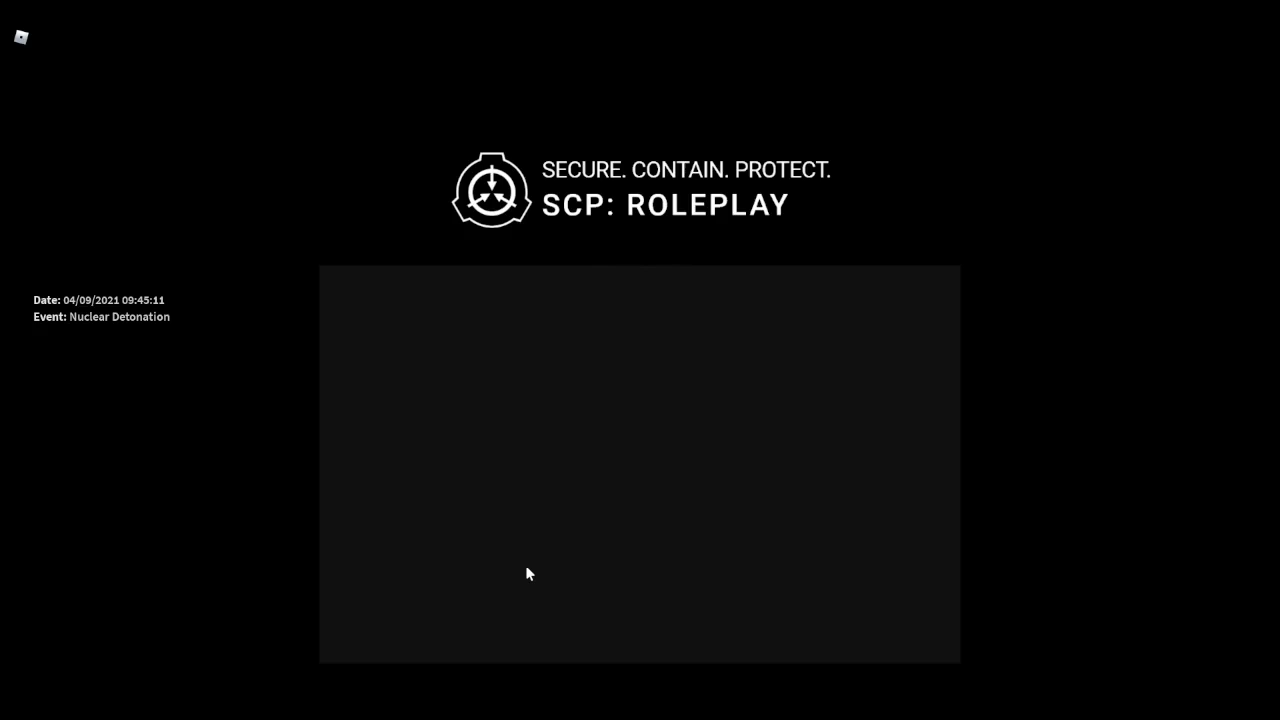 SECURE. CONTAIN. PROTECT.
SCP: ROLEPLAY
Date: 04/09/2021 09:45:11
Event: Nuclear Detonation